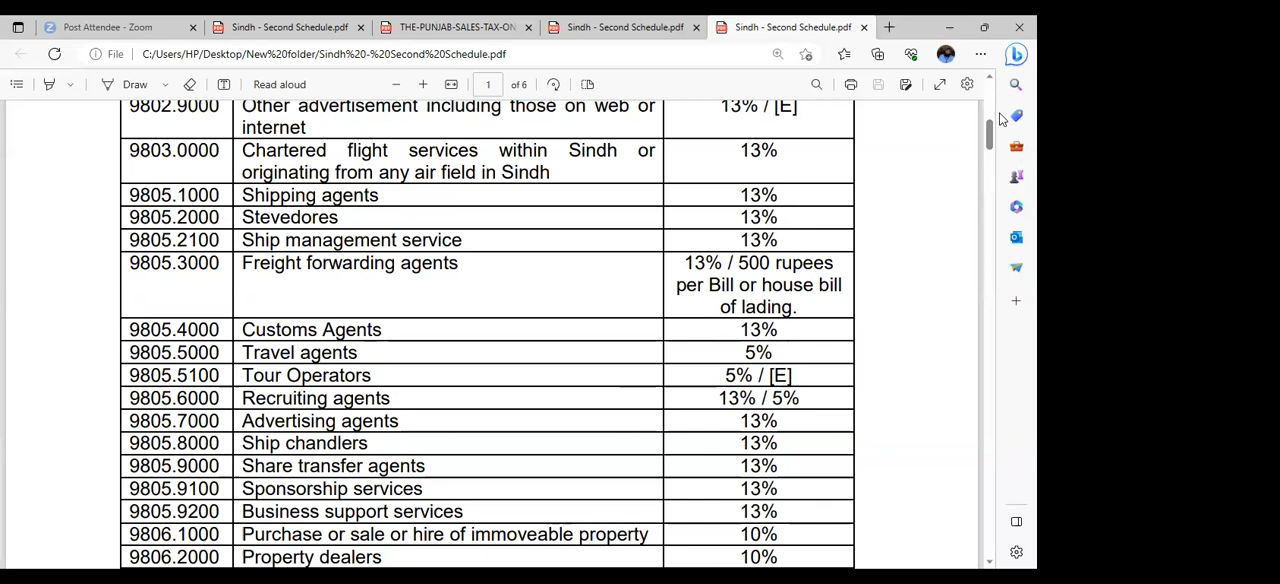 Post Attendee - Zoom
Sindh - Second Schedule.pdf
THE-PUNJAB-SALES-TAX-ON
Sindh - Second Schedule.pdf
Sindh - Second Schedule.pdf
File
C:/Users/HP/Desktop/New%20folder/Sindh%20-%20Second%20Schedule.pdf
Draw
Read aloud
1
of 6
9802.9000 Other advertisement including those on web or 13% / [E]
internet
9803.0000 Chartered flight services within Sindh or 13%
originating from any air field in Sindh
9805.1000 Shipping agents 13%
9805.2000 Stevedores 13%
9805.2100 Ship management service 13%
9805.3000 Freight forwarding agents 13% / 500 rupees
per Bill or house bill
of lading.
9805.4000 Customs Agents 13%
9805.5000 Travel agents 5%
9805.5100 Tour Operators 5% / [E]
9805.6000 Recruiting agents 13% / 5%
9805.7000 Advertising agents 13%
9805.8000 Ship chandlers 13%
9805.9000 Share transfer agents 13%
9805.9100 Sponsorship services 13%
9805.9200 Business support services 13%
9806.1000 Purchase or sale or hire of immoveable property 10%
9806.2000 Property dealers 10%